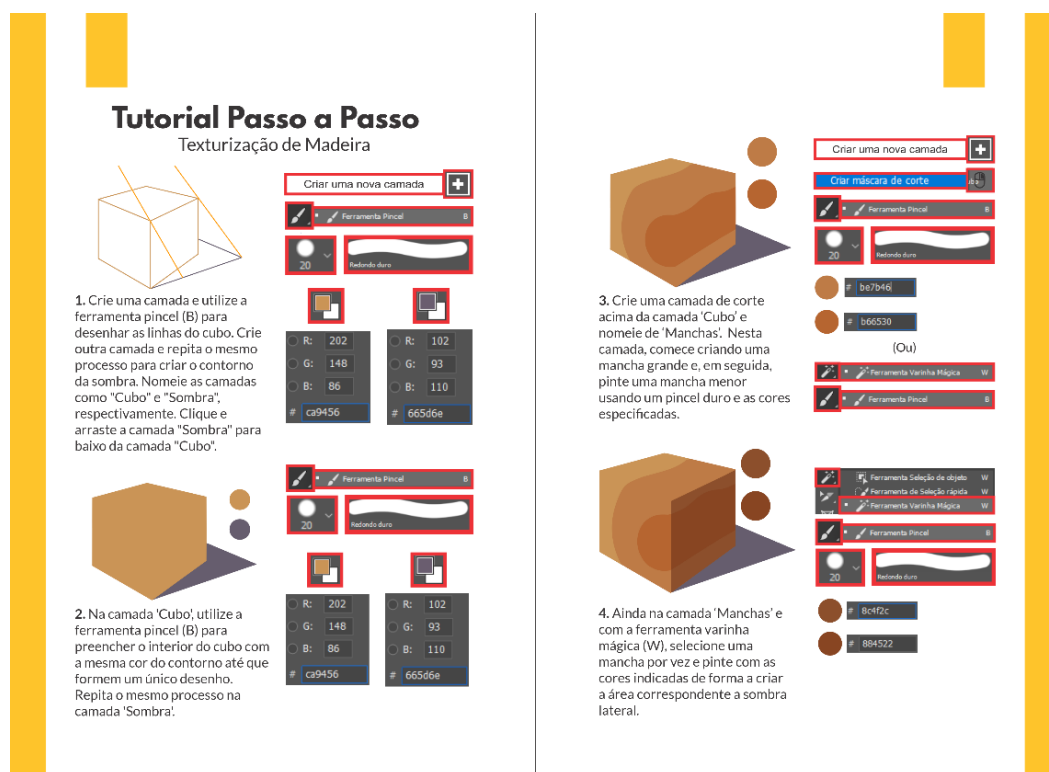 Tutorial Passo a Passo
Texturização de Madeira
Criar uma nova camada
Ferramenta Pincel B
20
Redondo duro
1. Crie uma camada e utilize a
ferramenta pincel (B) para
desenhar as linhas do cubo. Crie
outra camada e repita o mesmo
processo para criar o contorno
da sombra. Nomeie as camadas
como "Cubo" e "Sombra",
respectivamente. Clique e
arraste a camada "Sombra" para
baixo da camada "Cubo".
R: 202
G: 148
B: 86
# ca9456
R: 102
G: 93
B: 110
# 665d6e
Ferramenta Pincel B
20
Redondo duro
2. Na camada 'Cubo', utilize a
ferramenta pincel (B) para
preencher o interior do cubo com
a mesma cor do contorno até que
formem um único desenho.
Repita o mesmo processo na
camada 'Sombra'.
R: 202
G: 148
B: 86
# ca9456
R: 102
G: 93
B: 110
# 665d6e
Criar uma nova camada
Criar máscara de corte
Ferramenta Pincel B
20
Redondo duro
3. Crie uma camada de corte
acima da camada 'Cubo' e
nomeie de 'Manchas'. Nesta
camada, comece criando uma
mancha grande e, em seguida,
pinte uma mancha menor
usando um pincel duro e as cores
especificadas.
# be7b46
# b66530
(Ou)
Ferramenta Varinha Mágica W
Ferramenta Pincel B
Ferramenta Seleção de objeto W
Ferramenta de Seleção rápida W
Ferramenta Varinha Mágica W
Ferramenta Pincel B
20
Redondo duro
4. Ainda na camada 'Manchas' e
com a ferramenta varinha
mágica (W), selecione uma
mancha por vez e pinte com as
cores indicadas de forma a criar
a área correspondente a sombra
lateral.
# 8c4f2c
# 884522